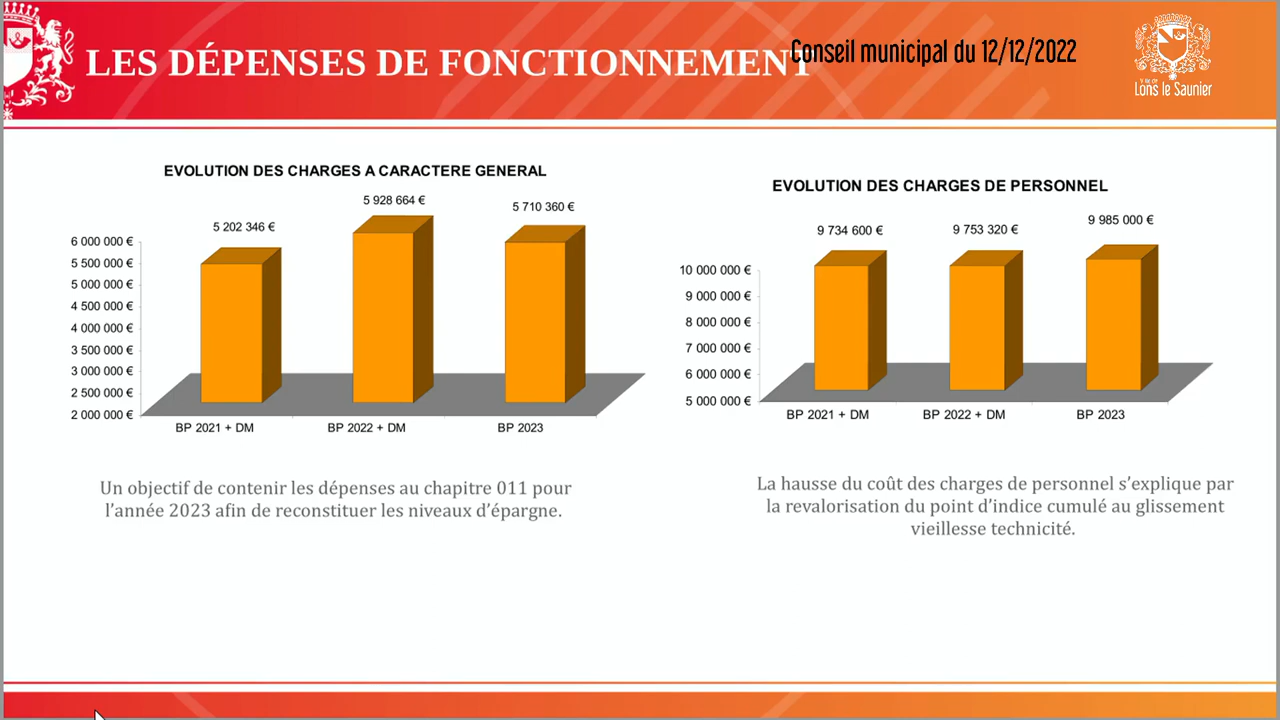 LES DÉPENSES DE FONCTIONNEMENT
Conseil municipal du 12/12/2022
Ville de
Lons le Saunier
EVOLUTION DES CHARGES A CARACTERE GENERAL
5 202 346 €
5 928 664 €
5 710 360 €
6 000 000 €
5 500 000 €
5 000 000 €
4 500 000 €
4 000 000 €
3 500 000 €
3 000 000 €
2 500 000 €
2 000 000 €
BP 2021 + DM
BP 2022 + DM
BP 2023
Un objectif de contenir les dépenses au chapitre 011 pour
l’année 2023 afin de reconstituer les niveaux d’épargne.
EVOLUTION DES CHARGES DE PERSONNEL
9 734 600 €
9 753 320 €
9 985 000 €
10 000 000 €
9 000 000 €
8 000 000 €
7 000 000 €
6 000 000 €
5 000 000 €
BP 2021 + DM
BP 2022 + DM
BP 2023
La hausse du coût des charges de personnel s’explique par
la revalorisation du point d’indice cumulé au glissement
vieillesse technicité.